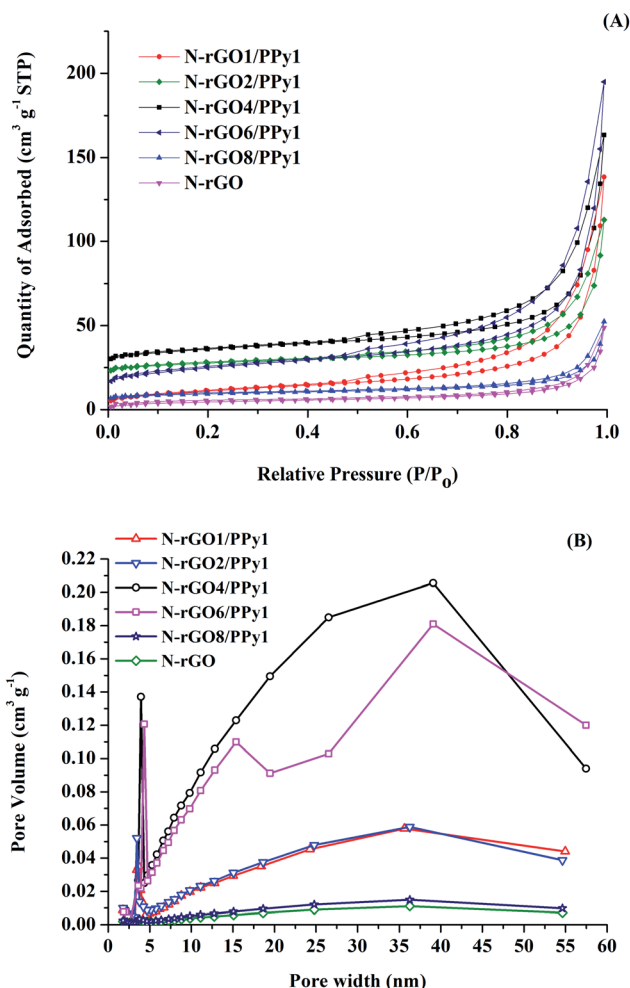 (A)
200
150
100
50
0
Quantity of Adsorbed (cm³ g⁻¹ STP)
N-rGO1/PPy1
N-rGO2/PPy1
N-rGO4/PPy1
N-rGO6/PPy1
N-rGO8/PPy1
N-rGO
0.0 0.2 0.4 0.6 0.8 1.0
Relative Pressure (P/P₀)
(B)
N-rGO1/PPy1
N-rGO2/PPy1
N-rGO4/PPy1
N-rGO6/PPy1
N-rGO8/PPy1
N-rGO
0.22
0.20
0.18
0.16
0.14
0.12
0.10
0.08
0.06
0.04
0.02
0.00
Pore Volume (cm³ g⁻¹)
0 5 10 15 20 25 30 35 40 45 50 55 60
Pore width (nm)